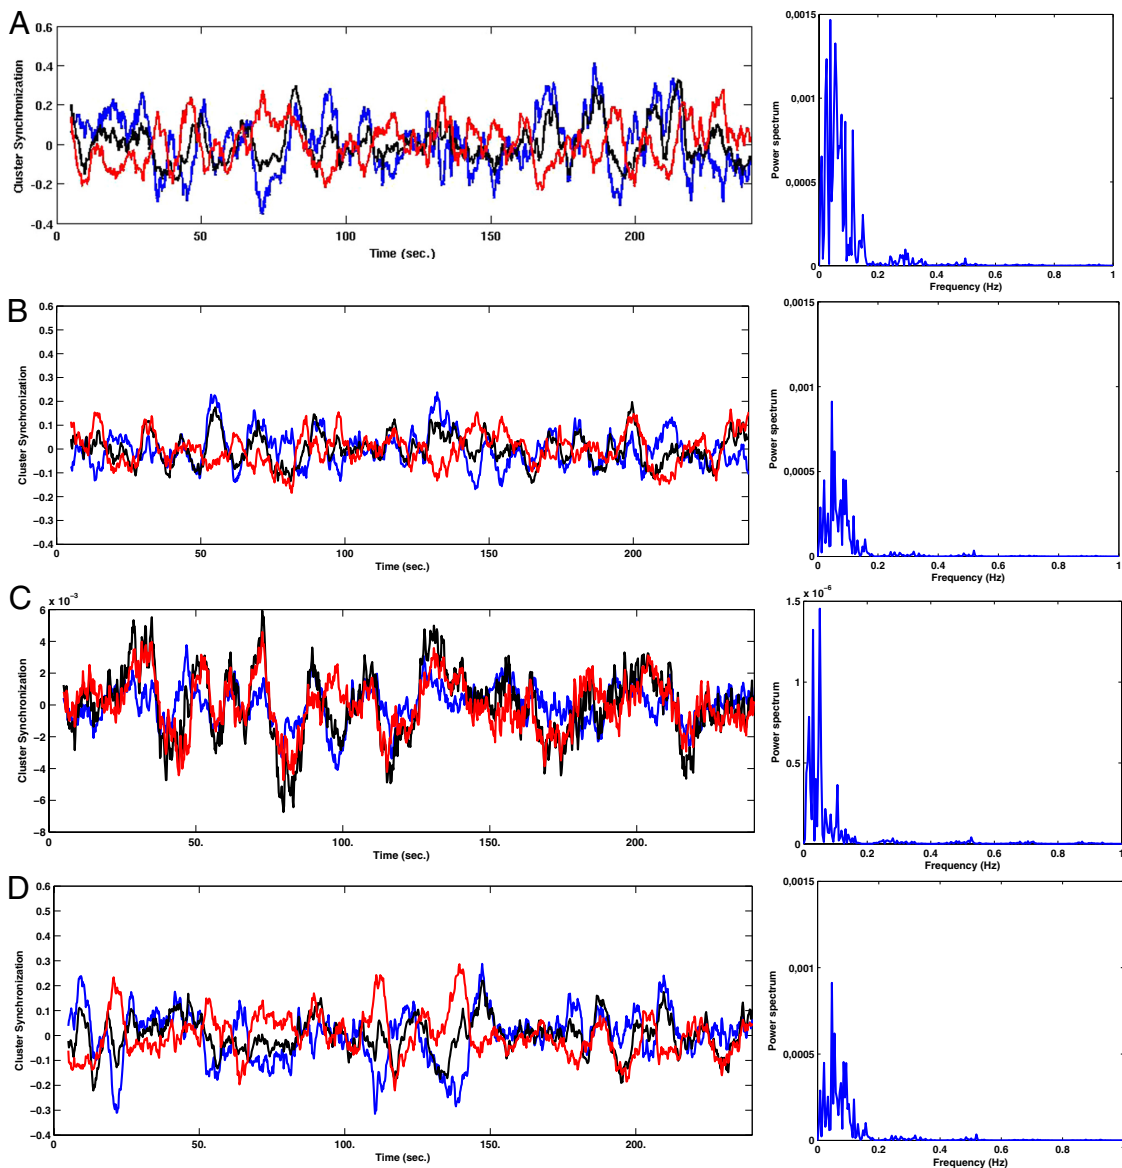 A
Cluster Synchronization
0.6
0.4
0.2
0
-0.2
-0.4
0 50 100 150 200
Time (sec.)
Power spectrum
0,0015
0,001
0,0005
0
0 0.2 0.4 0.6 0.8 1
Frequency (Hz)
B
Cluster Synchronization
0.6
0.5
0.4
0.3
0.2
0.1
0
−0.1
−0.2
−0.3
−0.4
0 50 100 150 200
Time (sec.)
Power spectrum
0,0015
0,001
0,0005
0
0 0.2 0.4 0.6 0.8 1
Frequency (Hz)
C
x 10⁻³
Cluster Synchronization
6
4
2
0
−2
−4
−6
−8
0 50. 100. 150. 200.
Time (sec.)
x 10⁻⁶
Power spectrum
1.5
1
0.5
0
0 0.2 0.4 0.6 0.8 1
Frequency (Hz)
D
Cluster Synchronization
0.6
0.5
0.4
0.3
0.2
0.1
0
−0.1
−0.2
−0.3
−0.4
0 50. 100. 150. 200.
Time (sec.)
Power spectrum
0,0015
0,001
0,0005
0
0 0.2 0.4 0.6 0.8 1
Frequency (Hz)